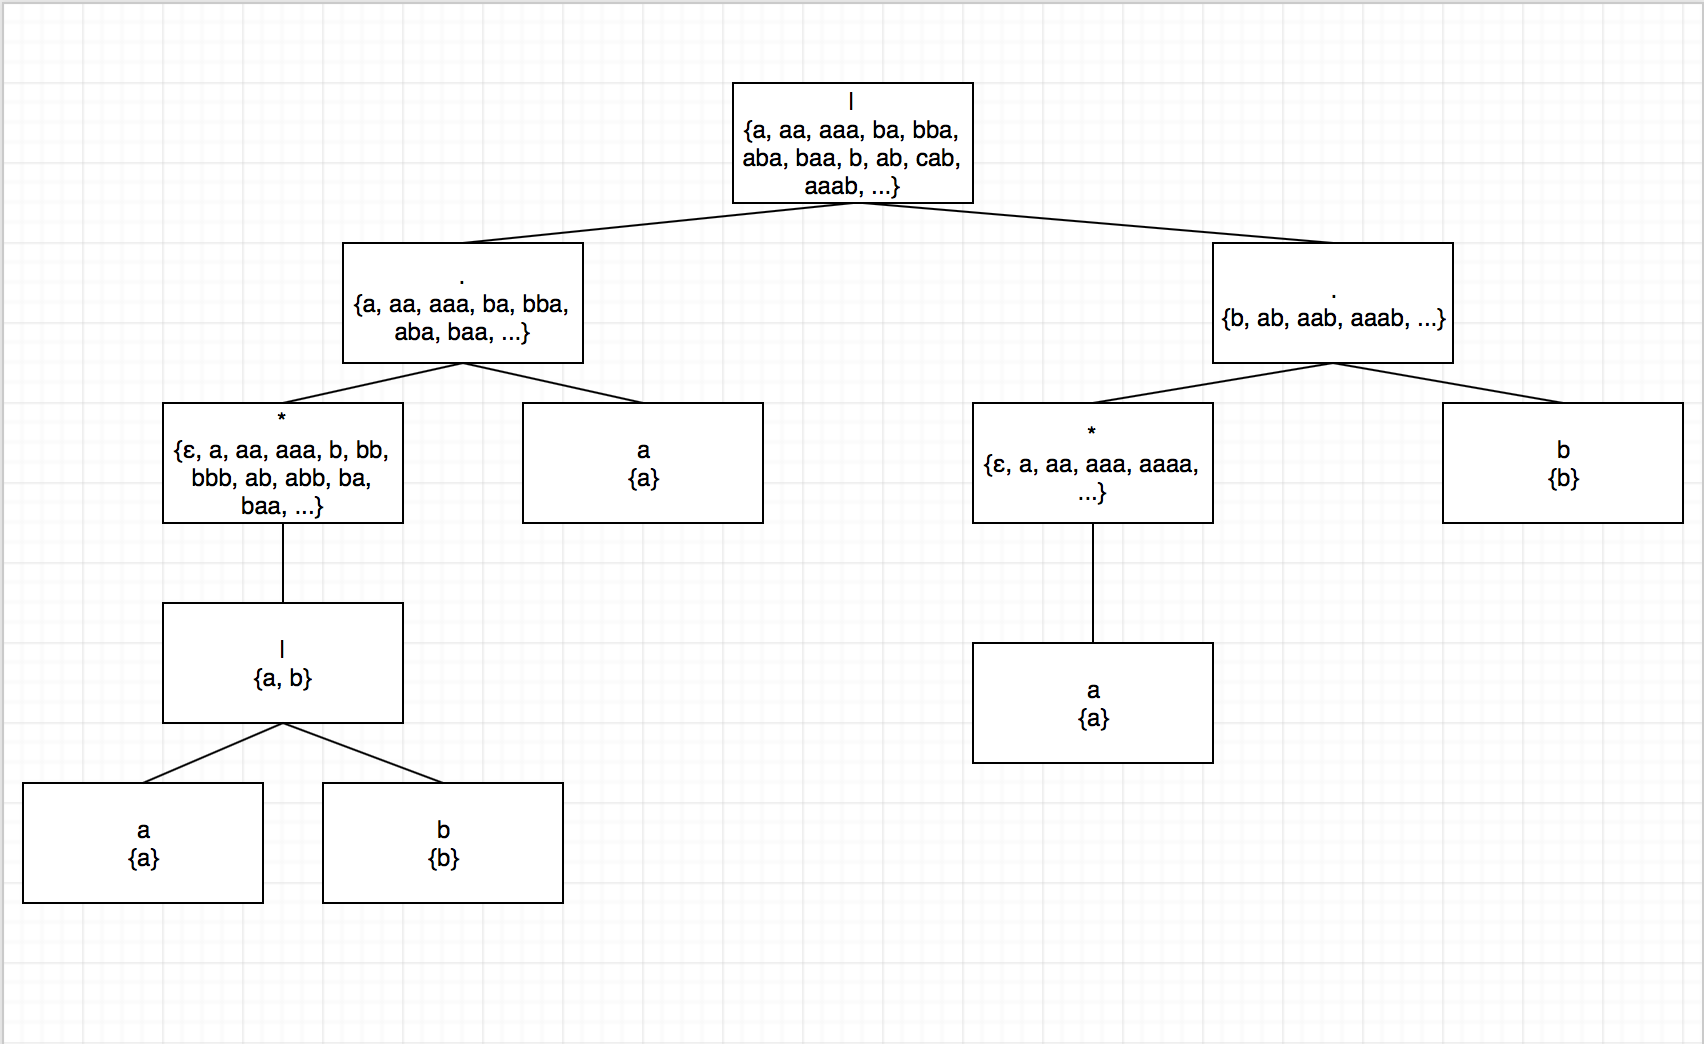 |
{a, aa, aaa, ba, bba,
aba, baa, b, ab, cab,
aaab, ...}
.
{a, aa, aaa, ba, bba,
aba, baa, ...}
.
{b, ab, aab, aaab, ...}
*
{ε, a, aa, aaa, b, bb,
bbb, ab, abb, ba,
baa, ...}
a
{a}
*
{ε, a, aa, aaa, aaaa,
...}
b
{b}
|
{a, b}
a
{a}
a
{a}
b
{b}